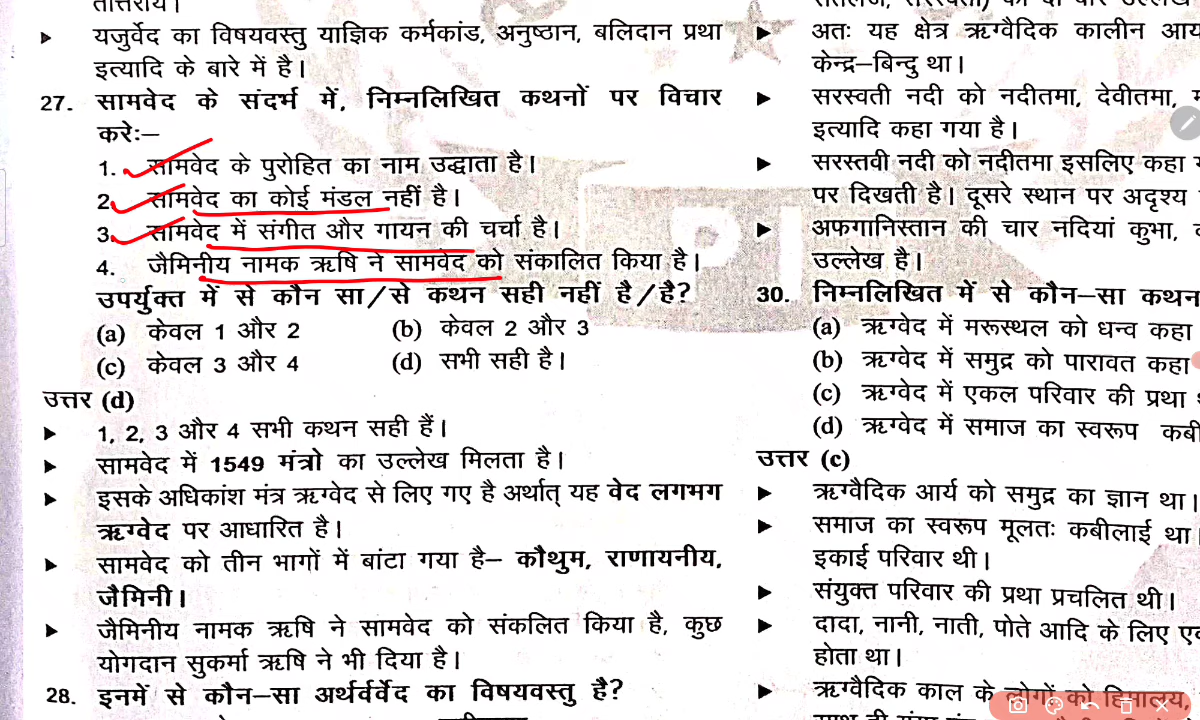 यजुर्वेद का विषयवस्तु याज्ञिक कर्मकांड, अनुष्ठान, बलिदान प्रथा
इत्यादि के बारे में है।
27. सामवेद के संदर्भ में, निम्नलिखित कथनों पर विचार
करेः—
1. सामवेद के पुरोहित का नाम उद्घाता है।
2. सामवेद का कोई मंडल नहीं है।
3. सामवेद में संगीत और गायन की चर्चा है।
4. जैमिनीय नामक ऋषि ने सामवेद को संकालित किया है।
उपर्युक्त में से कौन सा/से कथन सही नहीं है/है?
(a) केवल 1 और 2 (b) केवल 2 और 3
(c) केवल 3 और 4 (d) सभी सही है।
उत्तर (d)
1, 2, 3 और 4 सभी कथन सही हैं।
सामवेद में 1549 मंत्रो का उल्लेख मिलता है।
इसके अधिकांश मंत्र ऋग्वेद से लिए गए है अर्थात् यह वेद लगभग
ऋग्वेद पर आधारित है।
सामवेद को तीन भागों में बांटा गया है— कौथुम, राणायनीय,
जैमिनी।
जैमिनीय नामक ऋषि ने सामवेद को संकलित किया है, कुछ
योगदान सुकर्मा ऋषि ने भी दिया है।
28. इनमें से कौन—सा अर्थर्ववेद का विषयवस्तु है?
अतः यह क्षेत्र ऋग्वैदिक कालीन
केन्द्र—बिन्दु था।
सरस्वती नदी को नदीतमा, देवीतमा,
इत्यादि कहा गया है।
सरस्तवी नदी को नदीतमा इसलिए कहा
पर दिखती है। दूसरे स्थान पर अदृश्य
अफगानिस्तान की चार नदियां कुभा,
उल्लेख है।
30. निम्नलिखित में से कौन—सा कथन
(a) ऋग्वेद में मरूस्थल को धन्व कहा
(b) ऋग्वेद में समुद्र को पारावत कहा
(c) ऋग्वेद में एकल परिवार की प्रथा
(d) ऋग्वेद में समाज का स्वरूप
उत्तर (c)
ऋग्वैदिक आर्य को समुद्र का ज्ञान था।
समाज का स्वरूप मूलतः कबीलाई था
इकाई परिवार थी।
संयुक्त परिवार की प्रथा प्रचलित थी।
दादा, नानी, नाती, पोते आदि के लिए
होता था।
ऋग्वैदिक काल के लोगों को हिमालय,